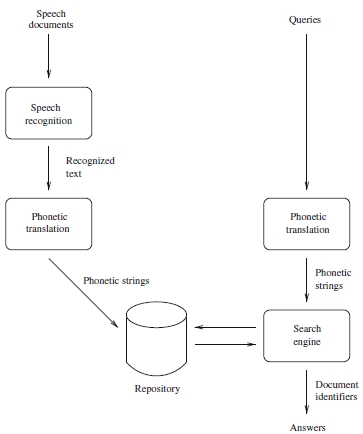 Speech
documents
Queries
Speech
recognition
Recognized
text
Phonetic
translation
Phonetic
translation
Phonetic strings
Phonetic
strings
Search
engine
Repository
Document
identifiers
Answers